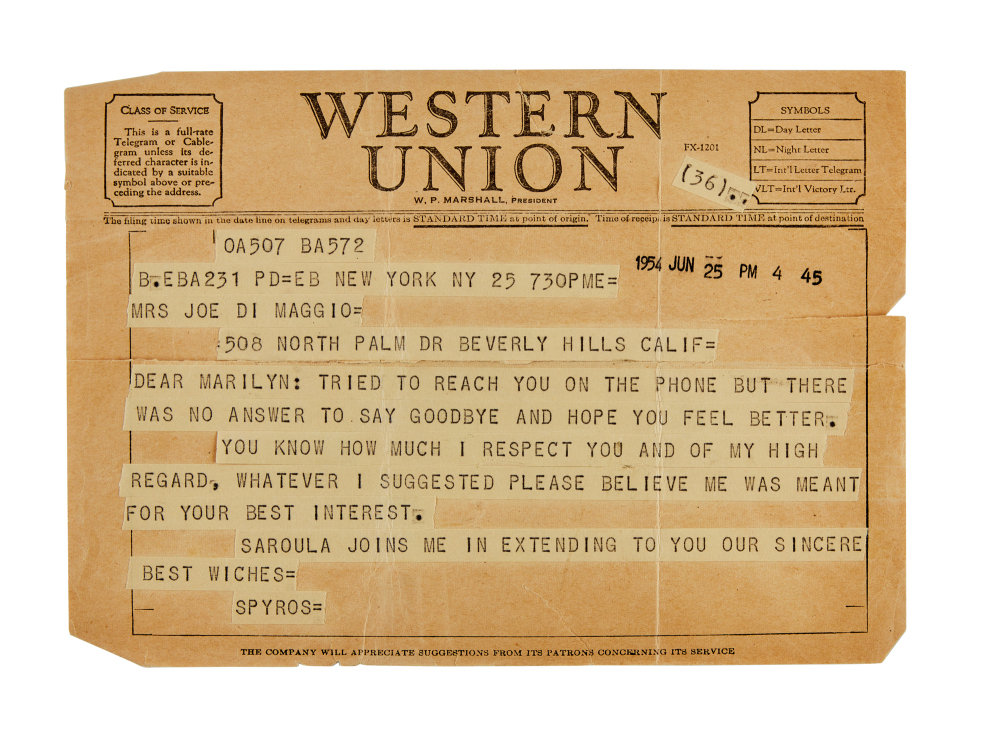 CLASS OF SERVICE
This is a full-rate
Telegram or Cable-
gram unless its de-
ferred character is in-
dicated by a suitable
symbol above or pre-
ceding the address.
WESTERN
UNION
W. P. MARSHALL, PRESIDENT
FX-1201
(36)..
SYMBOLS
DL=Day Letter
NL=Night Letter
LT=Int'l Letter Telegram
VLT=Int'l Victory Ltr.
The filing time shown in the date line on telegrams and day letters is STANDARD TIME at point of origin. Time of receipt is STANDARD TIME at point of destination
OA507 BA572
1954 JUN 25 PM 4 45
B.EBA231 PD=EB NEW YORK NY 25 730PME=
MRS JOE DI MAGGIO=
:508 NORTH PALM DR BEVERLY HILLS CALIF=
DEAR MARILYN: TRIED TO REACH YOU ON THE PHONE BUT THERE
WAS NO ANSWER TO SAY GOODBYE AND HOPE YOU FEEL BETTER.
YOU KNOW HOW MUCH I RESPECT YOU AND OF MY HIGH
REGARD, WHATEVER I SUGGESTED PLEASE BELIEVE ME WAS MEANT
FOR YOUR BEST INTEREST.
SAROULA JOINS ME IN EXTENDING TO YOU OUR SINCERE
BEST WICHES=
SPYROS=
THE COMPANY WILL APPRECIATE SUGGESTIONS FROM ITS PATRONS CONCERNING ITS SERVICE